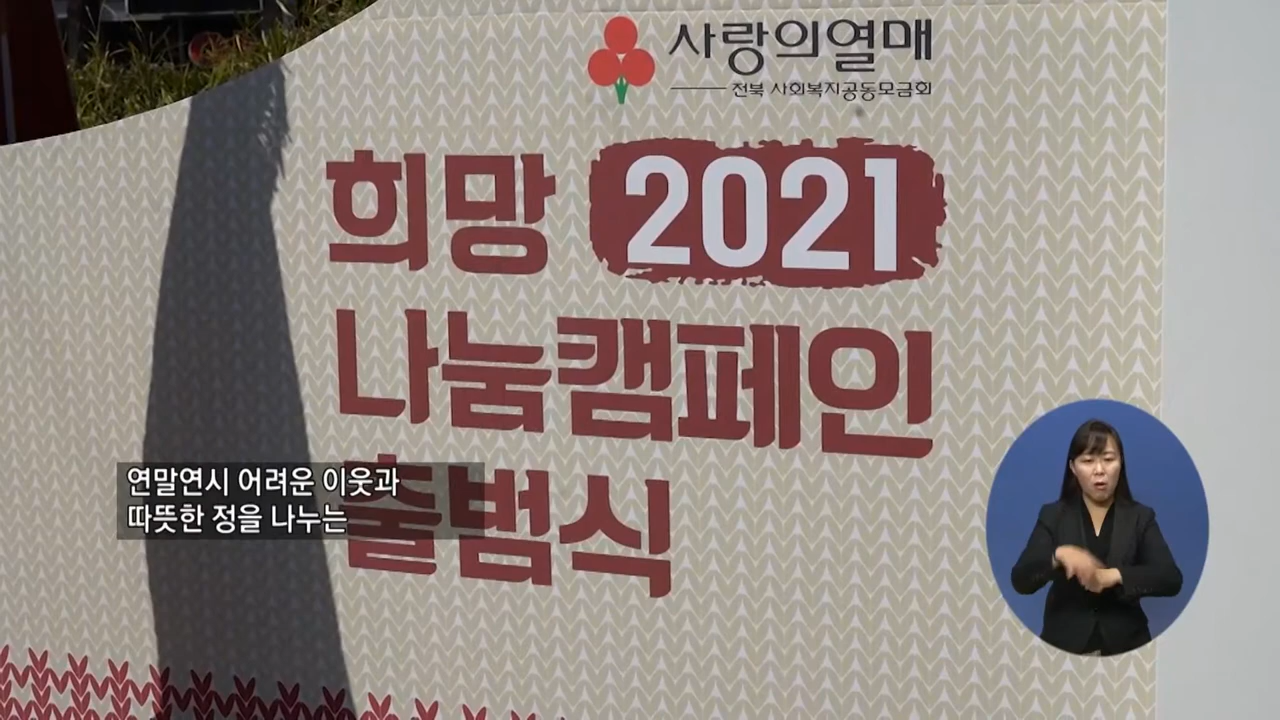 사랑의열매
전북 사회복지공동모금회
희망 2021
나눔캠페인
출범식
연말연시 어려운 이웃과
따뜻한 정을 나누는